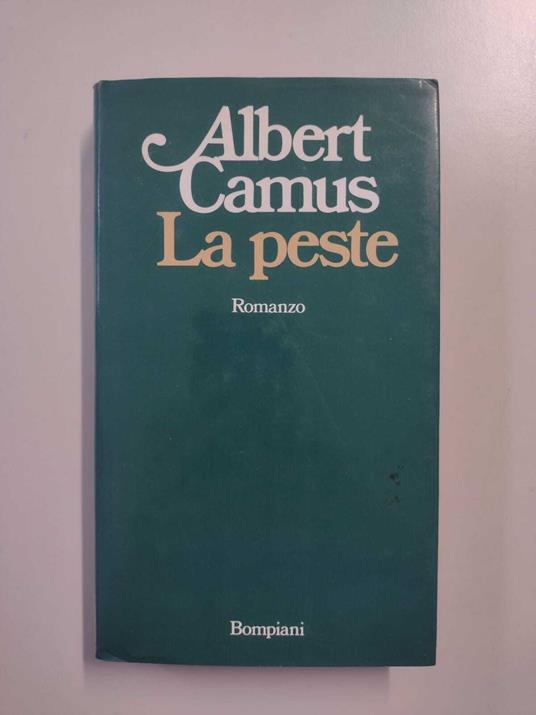 Albert
Camus
La peste
Romanzo
Bompiani